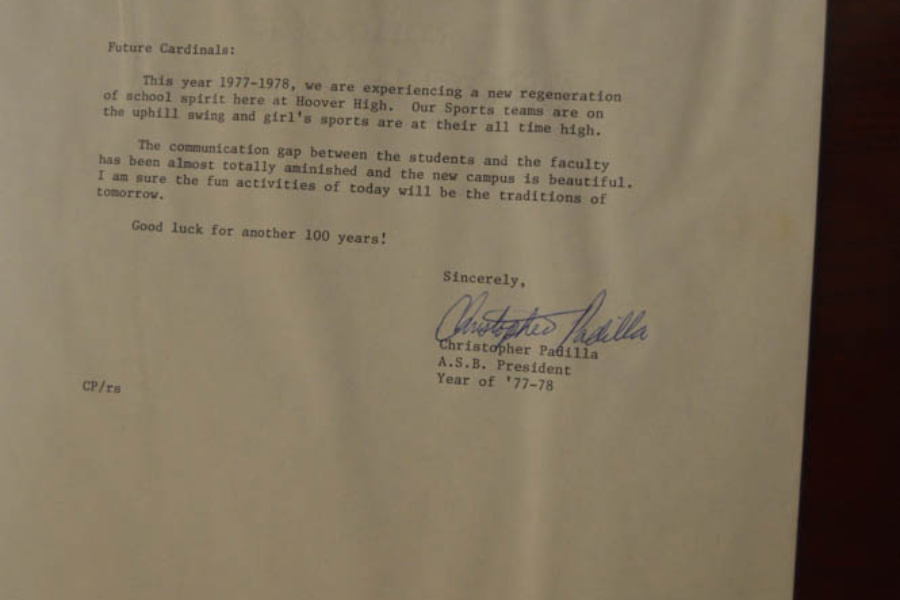 Future Cardinals:
This year 1977-1978, we are experiencing a new regeneration
of school spirit here at Hoover High. Our Sports teams are on
the uphill swing and girl's sports are at their all time high.
The communication gap between the students and the faculty
has been almost totally aminished and the new campus is beautiful.
I am sure the fun activities of today will be the traditions of
tomorrow.
Good luck for another 100 years!
Sincerely,
Christopher Padilla
Christopher Padilla
A.S.B. President
Year of '77-78
CP/rs